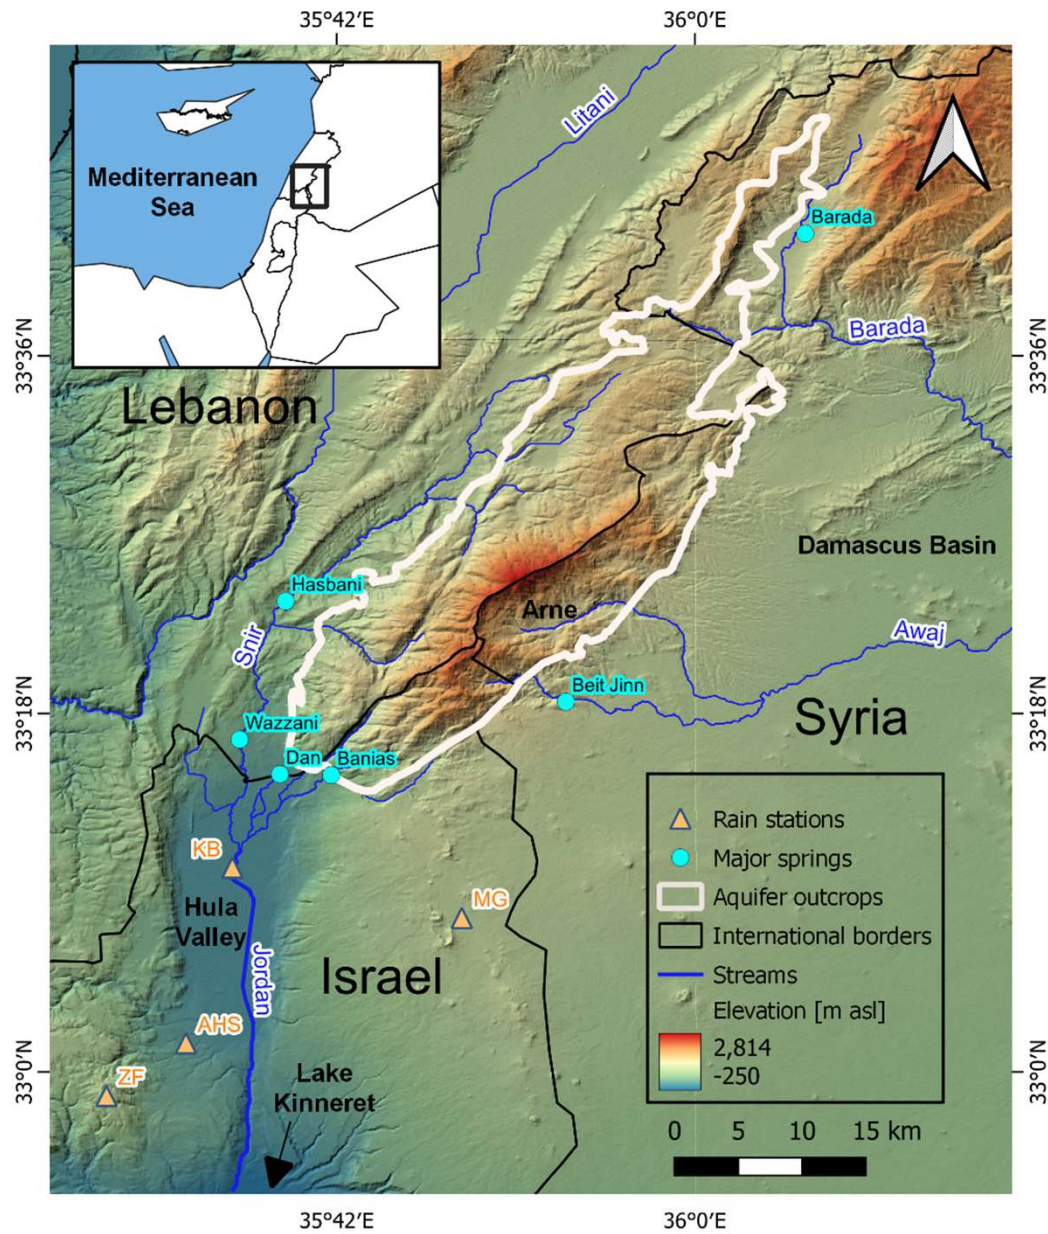 35°42'E
36°0'E
Mediterranean
Sea
Litani
Barada
33°36'N
Barada
33°36'N
Lebanon
Damascus Basin
Hasbani
Arne
Snir
Awaj
Beit Jinn
33°18'N
Wazzani
Syria
33°18'N
Dan
Banias
KB
Hula
Valley
MG
Jordan
Israel
AHS
33°0'N
ZF
Lake
Kinneret
33°0'N
Rain stations
Major springs
Aquifer outcrops
International borders
Streams
Elevation [m asl]
2,814
-250
0 5 10 15 km
35°42'E
36°0'E